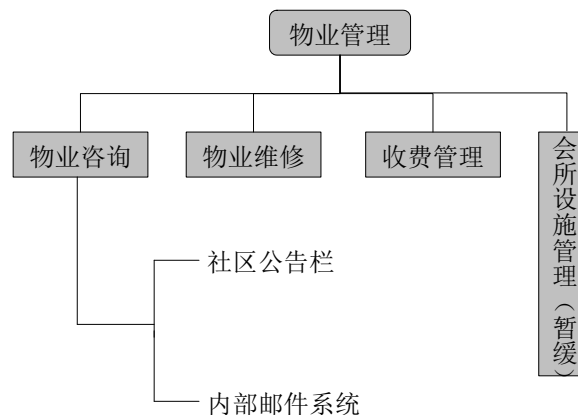 物业管理
物业咨询
物业维修
收费管理
会所设施管理（暂缓）
社区公告栏
内部邮件系统